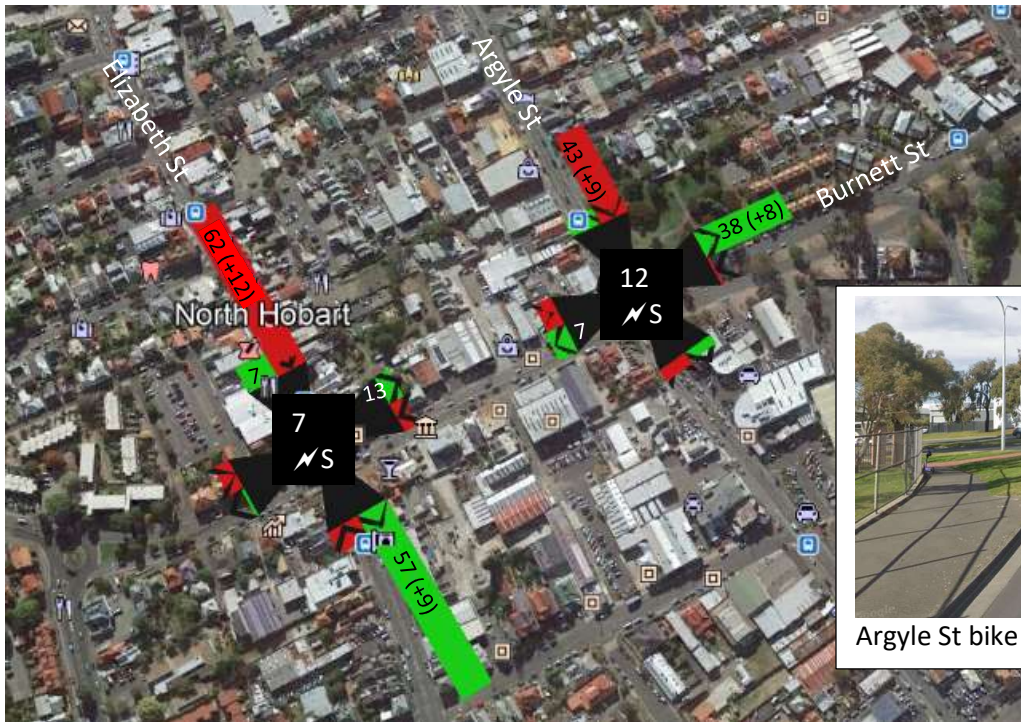 Elizabeth St
Argyle St
Burnett St
43 (+9)
38 (+8)
62 (+12)
12
S
North Hobart
7
7
13
7
S
57 (+9)
Argyle St bike